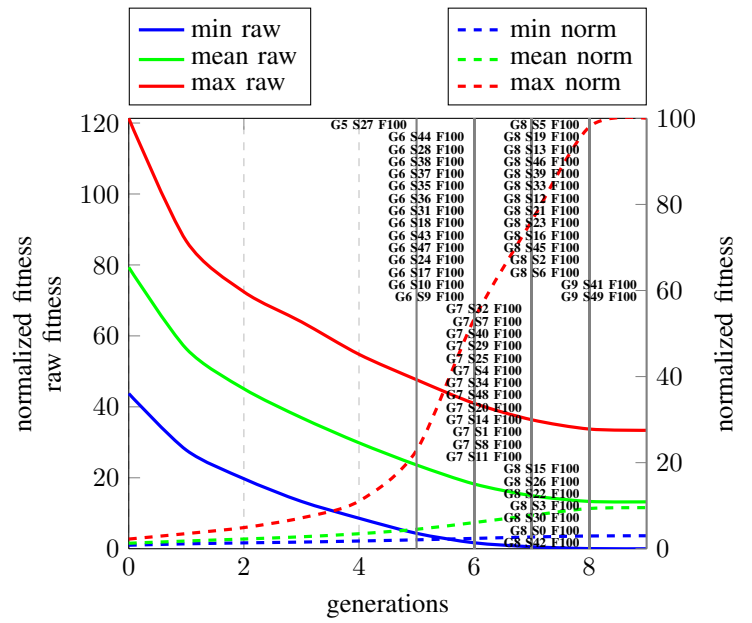 min raw
mean raw
max raw
min norm
mean norm
max norm
normalized fitness
raw fitness
120
100
80
60
40
20
0
G5 S27 F100
G6 S44 F100
G6 S28 F100
G6 S38 F100
G6 S37 F100
G6 S35 F100
G6 S36 F100
G6 S31 F100
G6 S18 F100
G6 S43 F100
G6 S47 F100
G6 S24 F100
G6 S17 F100
G6 S10 F100
G6 S9 F100
G7 S32 F100
G7 S7 F100
G7 S40 F100
G7 S29 F100
G7 S25 F100
G7 S4 F100
G7 S34 F100
G7 S48 F100
G7 S20 F100
G7 S14 F100
G7 S1 F100
G7 S8 F100
G7 S11 F100
G8 S5 F100
G8 S19 F100
G8 S13 F100
G8 S46 F100
G8 S39 F100
G8 S33 F100
G8 S12 F100
G8 S21 F100
G8 S23 F100
G8 S16 F100
G8 S45 F100
G8 S2 F100
G8 S6 F100
G8 S15 F100
G8 S26 F100
G8 S22 F100
G8 S3 F100
G8 S30 F100
G8 S0 F100
G8 S42 F100
G9 S41 F100
G9 S49 F100
100
80
60
40
20
0
normalized fitness
0 2 4 6 8
generations